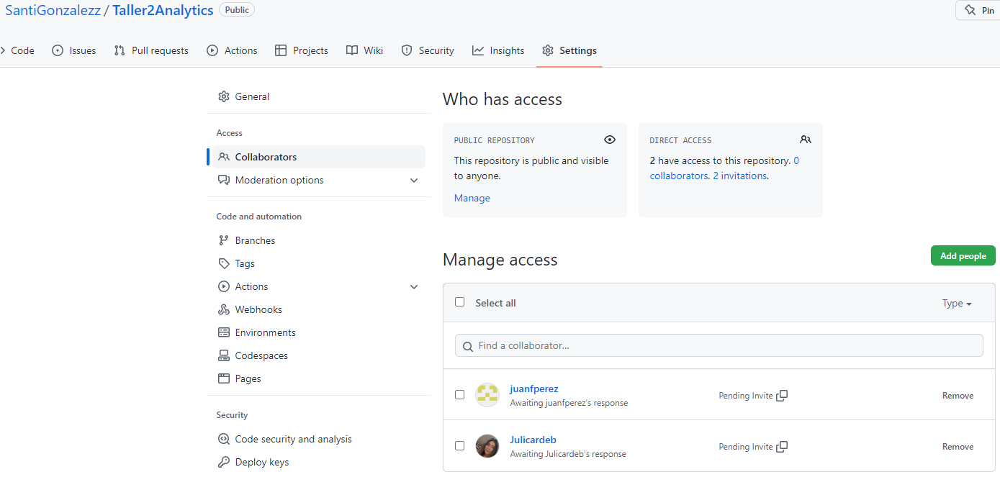 SantiGonzalezz / Taller2Analytics Public
Pin
Code Issues Pull requests Actions Projects Wiki Security Insights Settings
General
Access
Collaborators
Moderation options
Code and automation
Branches
Tags
Actions
Webhooks
Environments
Codespaces
Pages
Security
Code security and analysis
Deploy keys
Who has access
PUBLIC REPOSITORY
This repository is public and visible
to anyone.
Manage
DIRECT ACCESS
2 have access to this repository. 0
collaborators. 2 invitations.
Manage access
Add people
Select all
Type
Find a collaborator...
juanfperez
Awaiting juanfperez's response
Pending Invite
Remove
Julicardeb
Awaiting Julicardeb's response
Pending Invite
Remove